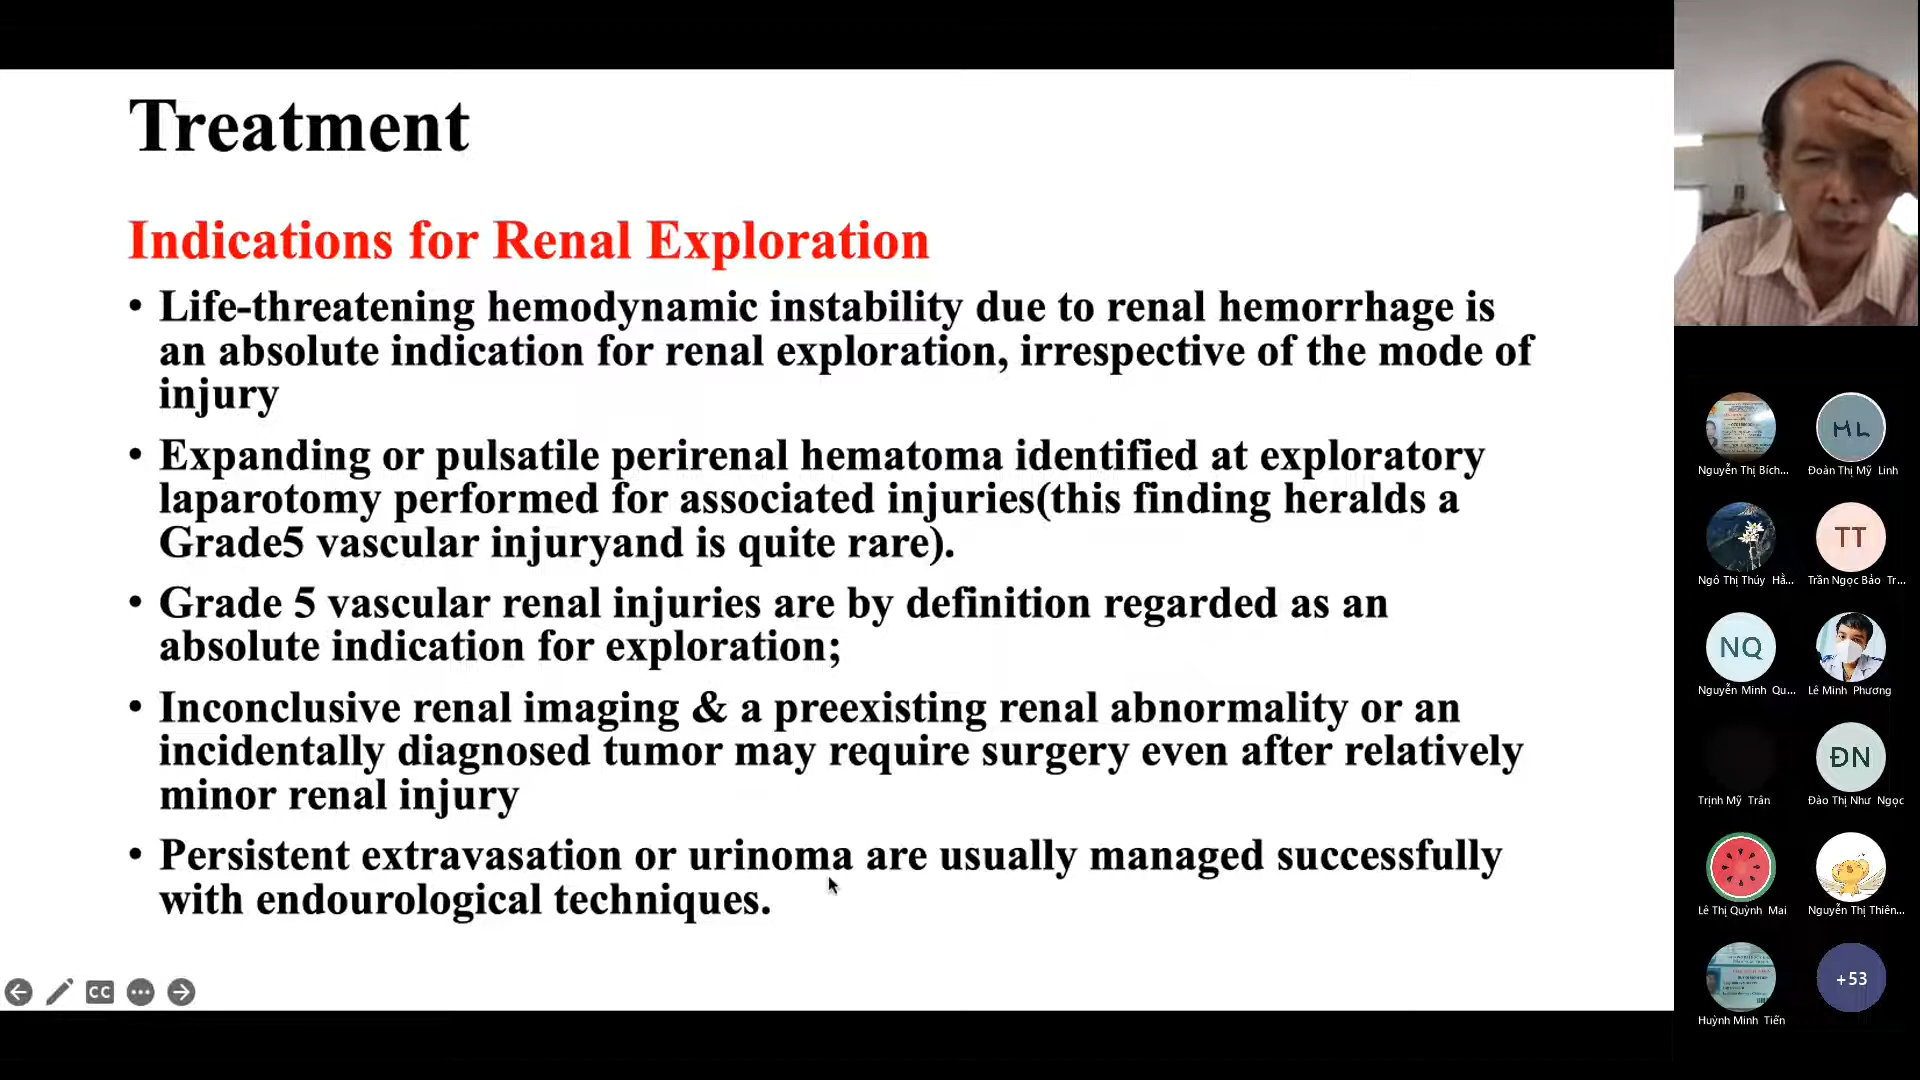 Treatment
Indications for Renal Exploration
• Life-threatening hemodynamic instability due to renal hemorrhage is
an absolute indication for renal exploration, irrespective of the mode of
injury
• Expanding or pulsatile perirenal hematoma identified at exploratory
laparotomy performed for associated injuries(this finding heralds a
Grade5 vascular injuryand is quite rare).
• Grade 5 vascular renal injuries are by definition regarded as an
absolute indication for exploration;
• Inconclusive renal imaging & a preexisting renal abnormality or an
incidentally diagnosed tumor may require surgery even after relatively
minor renal injury
• Persistent extravasation or urinoma are usually managed successfully
with endourological techniques.
CC
ML
Nguyễn Thị Bích...
Đoàn Thị Mỹ Linh
TT
Ngô Thị Thúy Hằ...
Trần Ngọc Bảo Tr...
NQ
Nguyễn Minh Qu...
Lê Minh Phương
ĐN
Trịnh Mỹ Trân
Đào Thị Như Ngọc
Lê Thị Quỳnh Mai
Nguyễn Thị Thiên...
+53
Huỳnh Minh Tiến